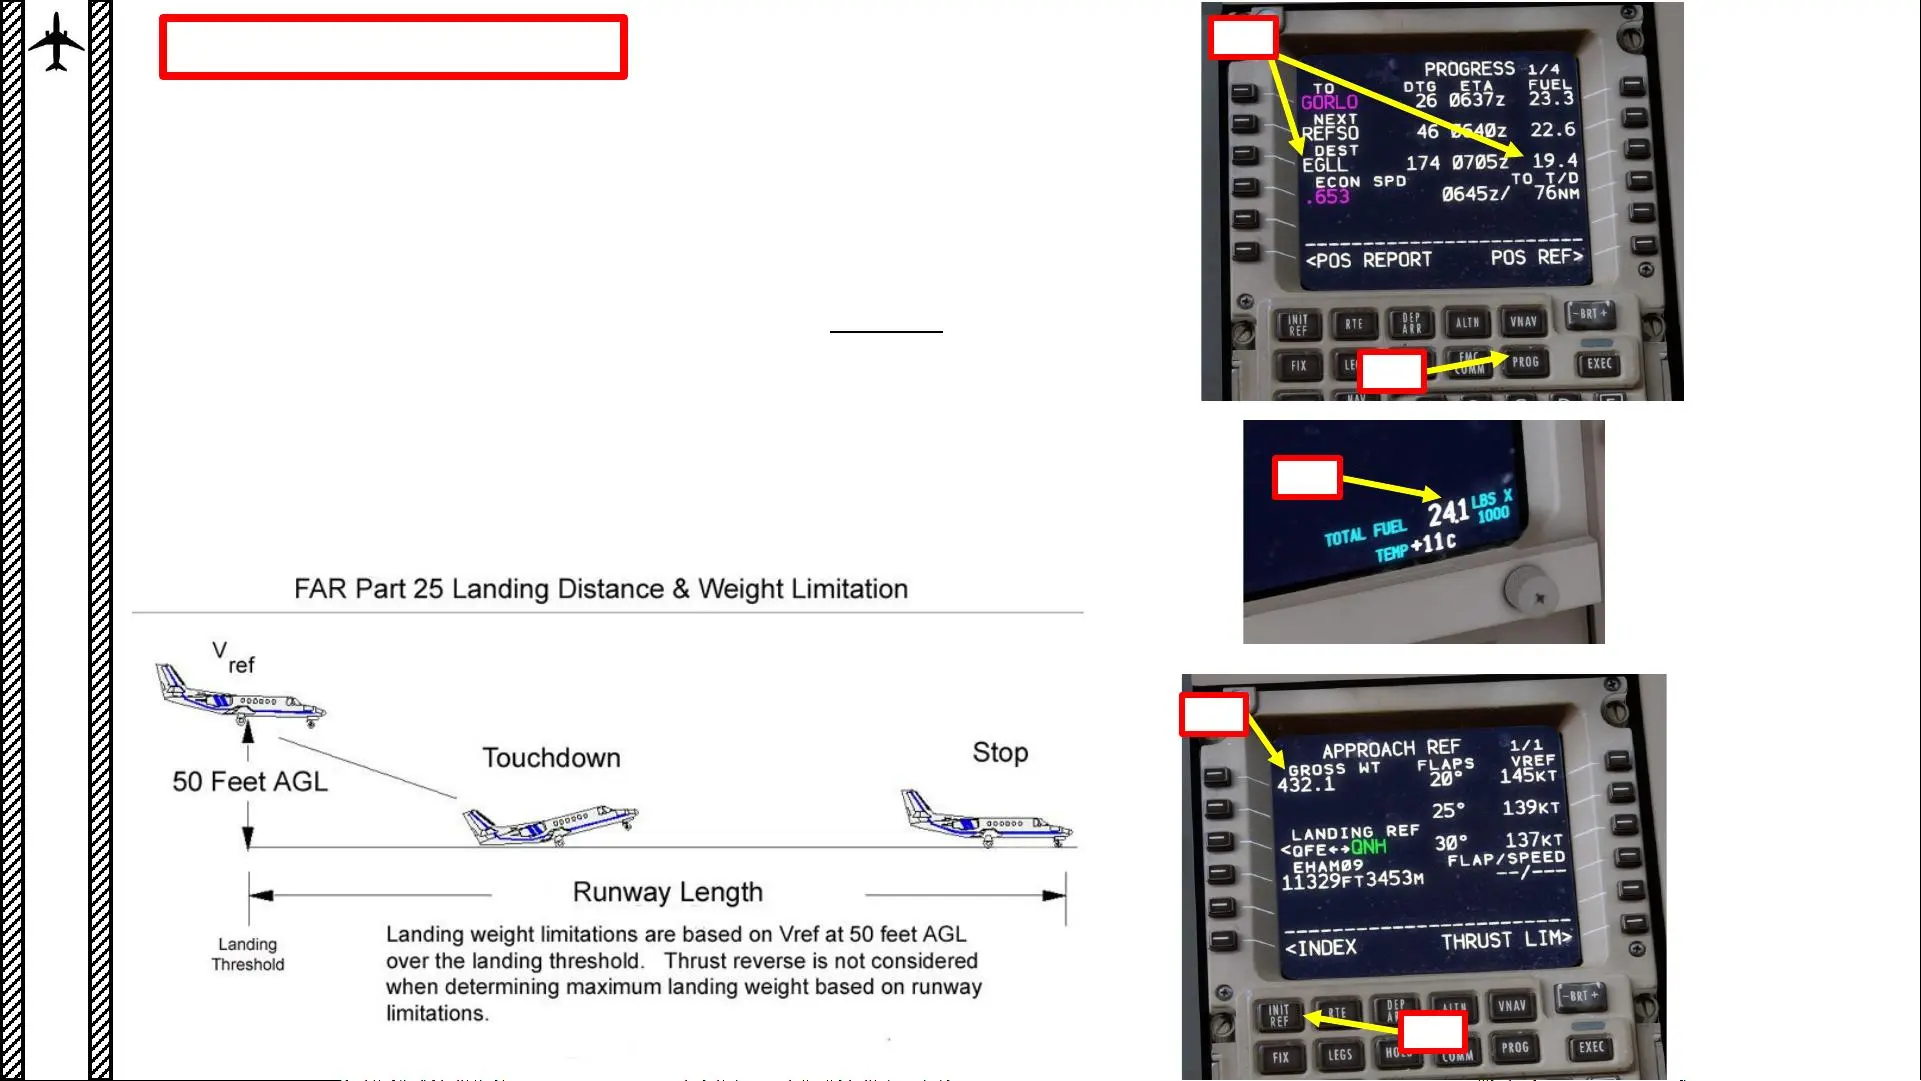 PROGRESS 1/4
TO DTG ETA FUEL
GORLO 26 0637z 23.3
NEXT
REFSO 46 0640z 22.6
DEST
EGLL 174 0705z 19.4
ECON SPD TO T/D
.653 0645z/ 76NM
<POS REPORT POS REF>
INIT REF RTE DEP ARR ALTN VNAV -BRT+
FIX FMC COMM PROG EXEC
NAV
TOTAL FUEL 24.1 LBS X 1000
TEMP +11c
FAR Part 25 Landing Distance & Weight Limitation
Vref
50 Feet AGL
Touchdown
Stop
Runway Length
Landing
Threshold
Landing weight limitations are based on Vref at 50 feet AGL
over the landing threshold. Thrust reverse is not considered
when determining maximum landing weight based on runway
limitations.
APPROACH REF 1/1
GROSS WT FLAPS VREF
432.1 20° 145KT
25° 139KT
LANDING REF
<QFE↔QNH 30° 137KT
EHAM09 FLAP/SPEED
11329FT3453M --/---
<INDEX THRUST LIM>
INIT REF RTE DEP ALTN VNAV -BRT+
FIX LEGS COMM PROG EXEC